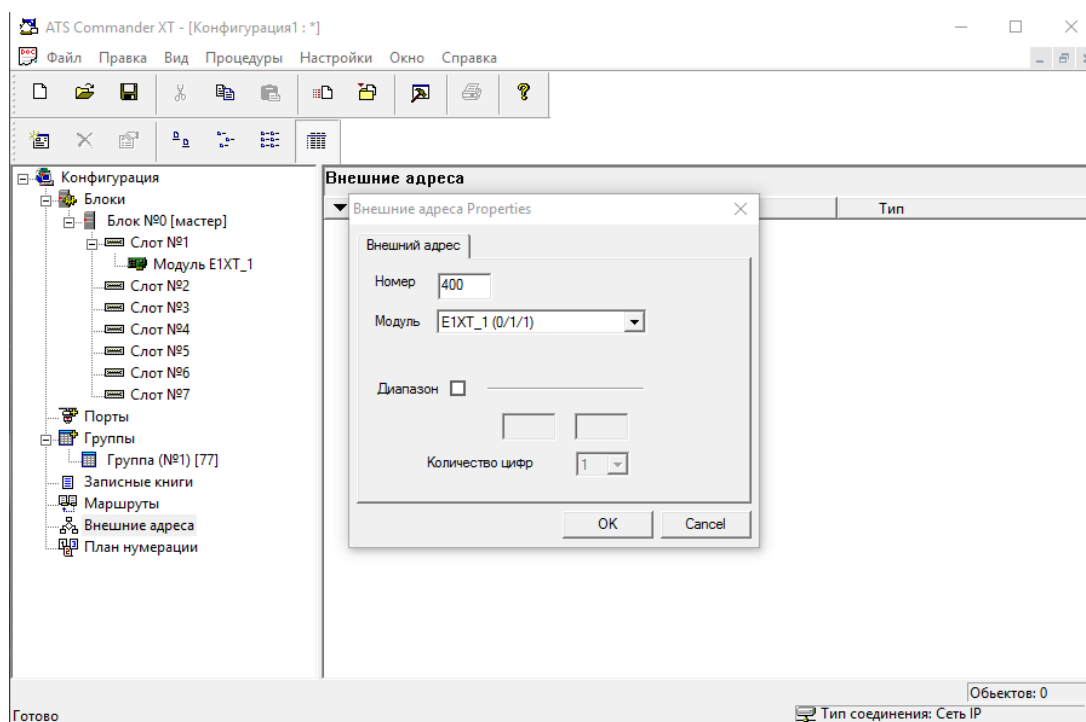 ATS Commander XT - [Конфигурация1 : *]
Файл Правка Вид Процедуры Настройки Окно Справка
Конфигурация
Блоки
Блок №0 [мастер]
Слот №1
Модуль E1XT_1
Слот №2
Слот №3
Слот №4
Слот №5
Слот №6
Слот №7
Порты
Группы
Группа (№1) [77]
Записные книги
Маршруты
Внешние адреса
План нумерации
Внешние адреса
Тип
Внешние адреса Properties
Внешний адрес
Номер 400
Модуль E1XT_1 (0/1/1)
Диапазон
Количество цифр 1
OK Cancel
Обьектов: 0
Готово Тип соединения: Сеть IP